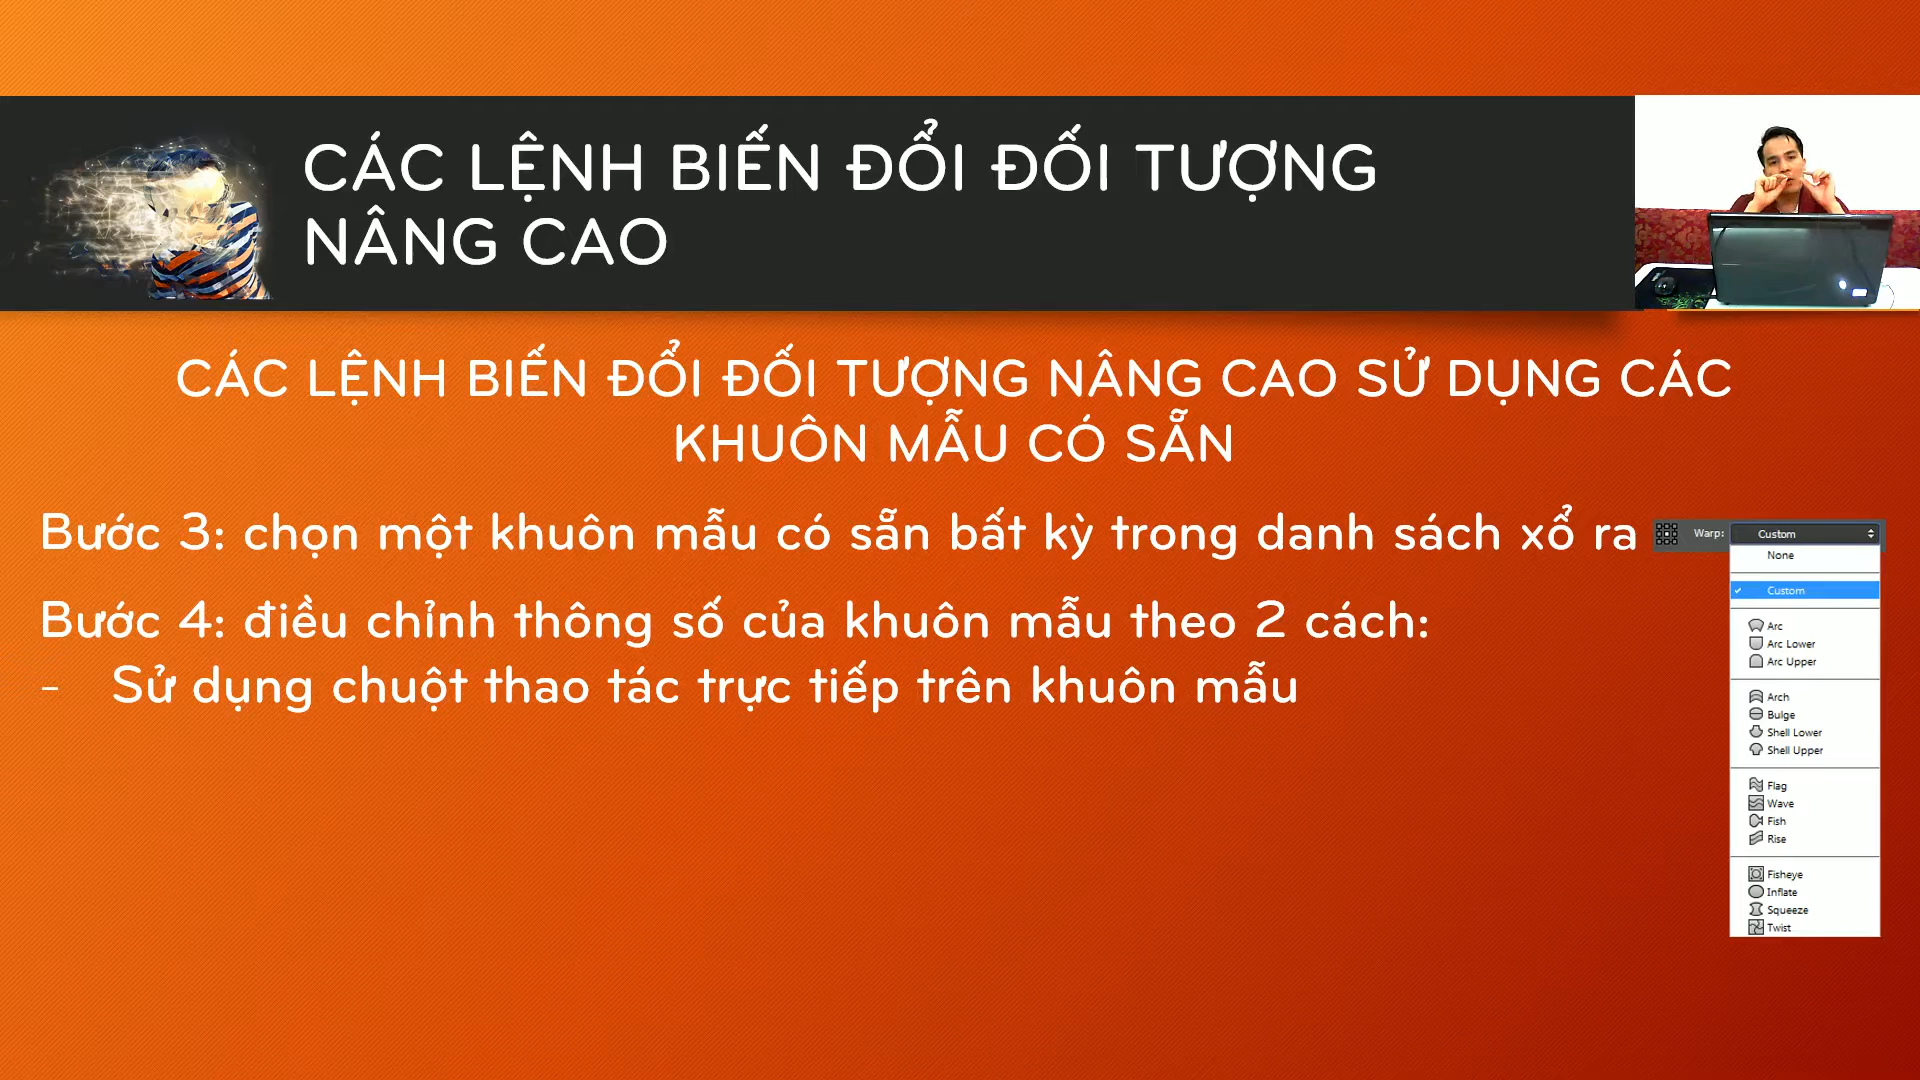 CÁC LỆNH BIẾN ĐỔI ĐỐI TƯỢNG
NÂNG CAO
CÁC LỆNH BIẾN ĐỔI ĐỐI TƯỢNG NÂNG CAO SỬ DỤNG CÁC
KHUÔN MẪU CÓ SẴN
Bước 3: chọn một khuôn mẫu có sẵn bất kỳ trong danh sách xổ ra
Bước 4: điều chỉnh thông số của khuôn mẫu theo 2 cách:
- Sử dụng chuột thao tác trực tiếp trên khuôn mẫu
Warp: Custom
None
Custom
Arc
Arc Lower
Arc Upper
Arch
Bulge
Shell Lower
Shell Upper
Flag
Wave
Fish
Rise
Fisheye
Inflate
Squeeze
Twist